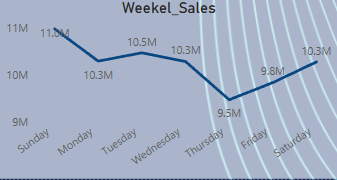 Weekel_Sales
11M
11.0M
10.5M
10.3M
10.3M
10.3M
9.8M
10M
9.5M
9M
Sunday
Monday
Tuesday
Wednesday
Thursday
Friday
Saturday